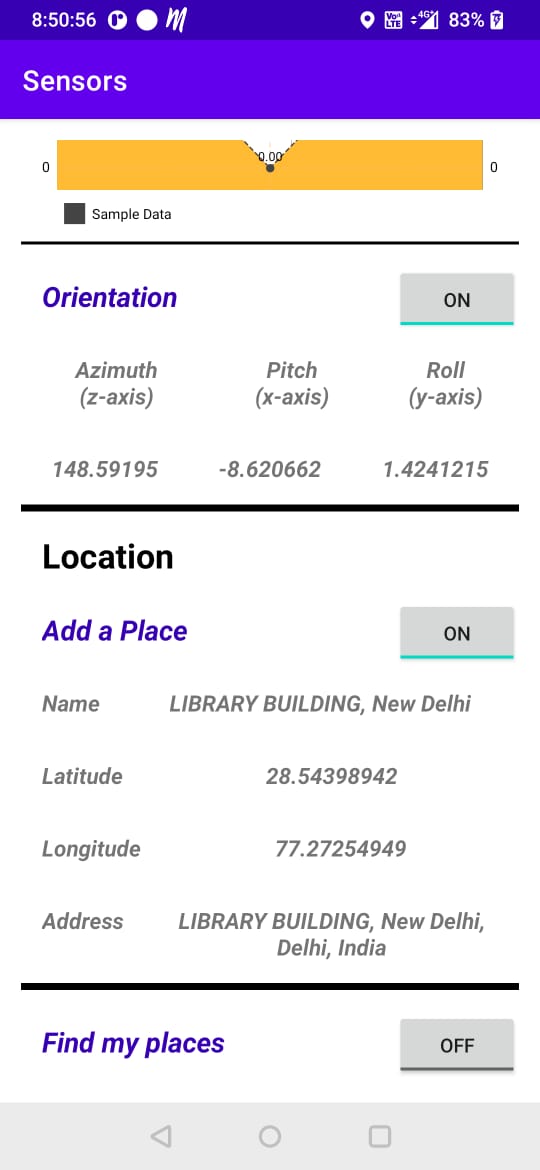 8:50:56 4G+ 83%
Sensors
0 0.00 0
Sample Data
Orientation ON
Azimuth Pitch Roll
(z-axis) (x-axis) (y-axis)
148.59195 -8.620662 1.4241215
Location
Add a Place ON
Name LIBRARY BUILDING, New Delhi
Latitude 28.54398942
Longitude 77.27254949
Address LIBRARY BUILDING, New Delhi,
Delhi, India
Find my places OFF